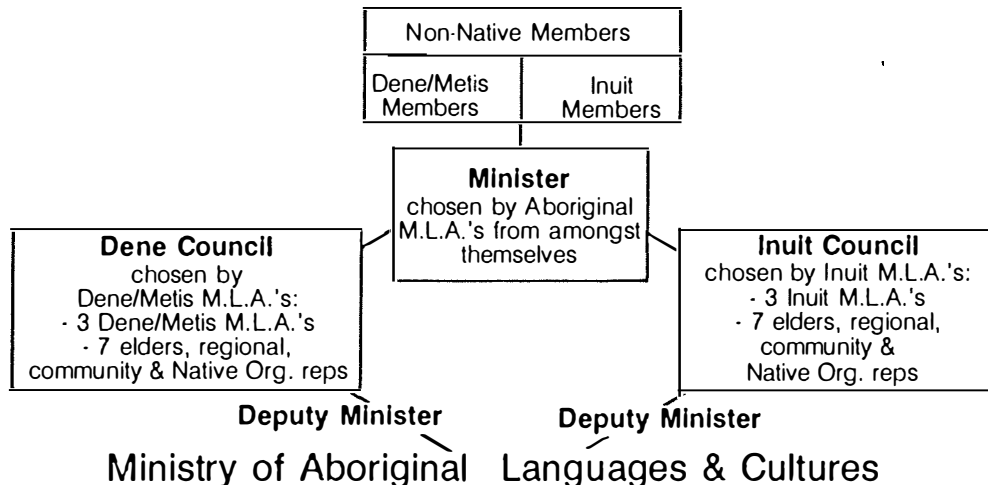 Non-Native Members
Dene/Metis
Members
Inuit
Members
Minister
chosen by Aboriginal
M.L.A.'s from amongst
themselves
Dene Council
chosen by
Dene/Metis M.L.A.'s:
- 3 Dene/Metis M.L.A.'s
- 7 elders, regional,
community & Native Org. reps
Inuit Council
chosen by Inuit M.L.A.'s:
- 3 Inuit M.L.A.'s
- 7 elders, regional,
community &
Native Org. reps
Deputy Minister
Deputy Minister
Ministry of Aboriginal Languages & Cultures